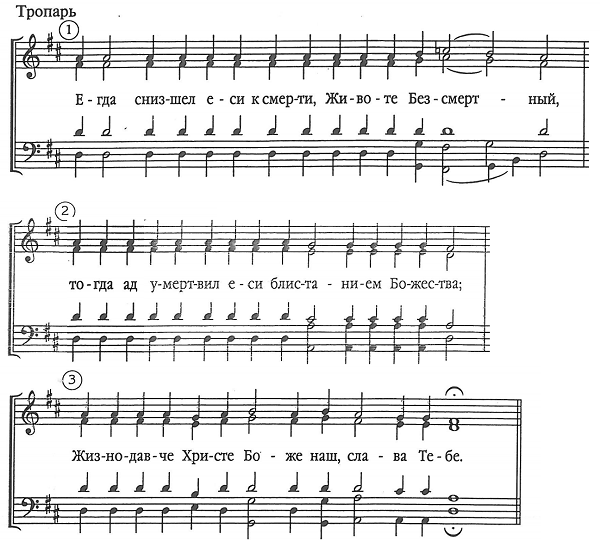 Тропарь
1
Е - гда сниз-шел е - си к смер-ти, Жи-во - те Без-смерт - ный,
2
то-гда ад у-мерт-вил е - си блис-та - ни-ем Бо-жес-тва;
3
Жиз-но-дав-че Хри-сте Бо - же наш, сла - ва Те - бе.